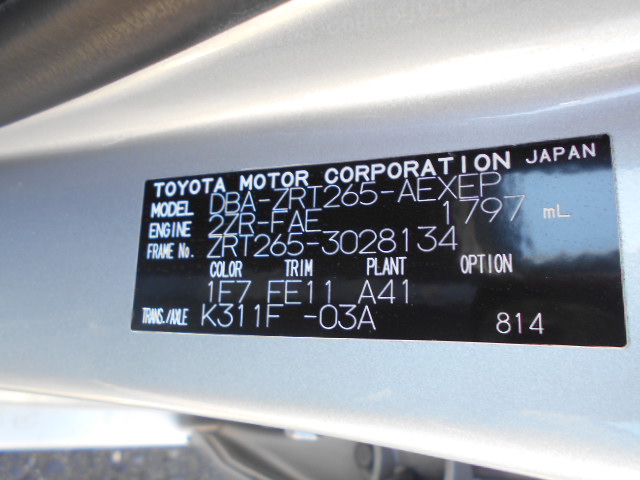 TOYOTA MOTOR CORPORATION JAPAN
MODEL DBA-ZRT265-AEXEP
ENGINE 2ZR-FAE 1797 mL
FRAME No. ZRT265-3028134
COLOR TRIM PLANT OPTION
1F7 FE11 A41
TRANS./AXLE K311F -03A 814